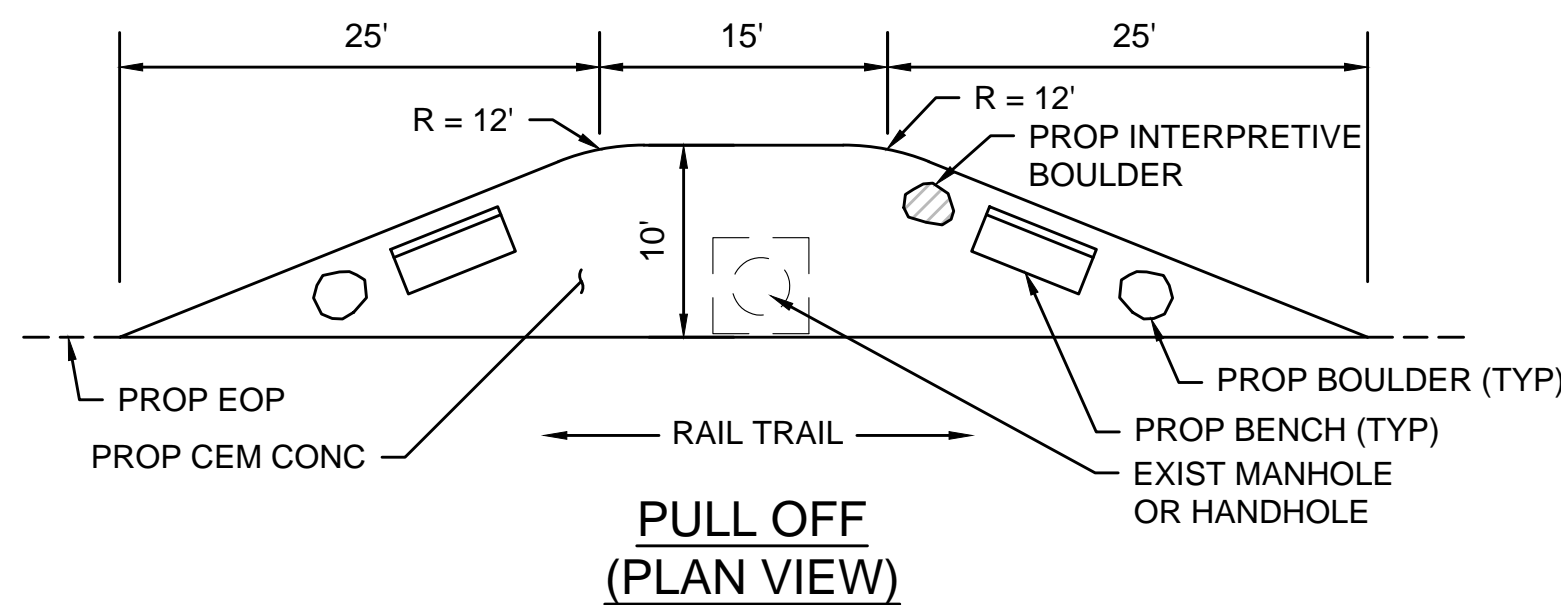 25'
15'
25'
R = 12'
R = 12'
PROP INTERPRETIVE
BOULDER
10'
PROP EOP
PROP CEM CONC
RAIL TRAIL
PROP BOULDER (TYP)
PROP BENCH (TYP)
EXIST MANHOLE
OR HANDHOLE
PULL OFF
(PLAN VIEW)